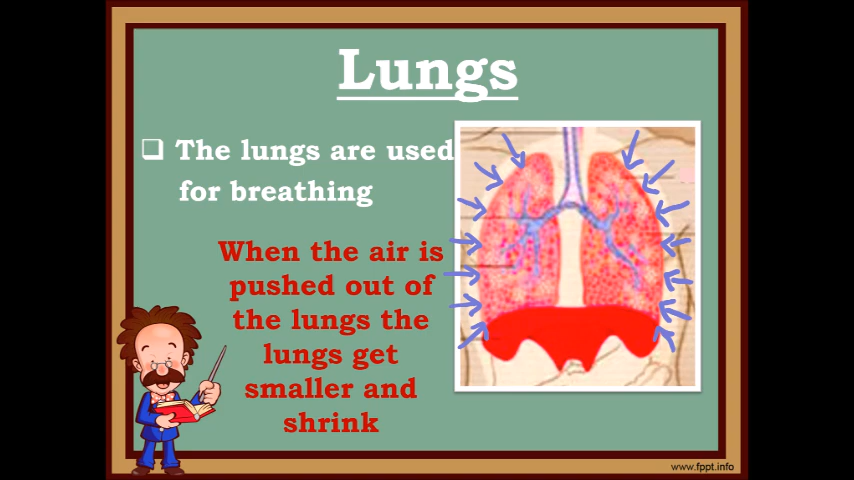 Lungs
❑ The lungs are used
for breathing
When the air is
pushed out of
the lungs the
lungs get
smaller and
shrink
www.fppt.info